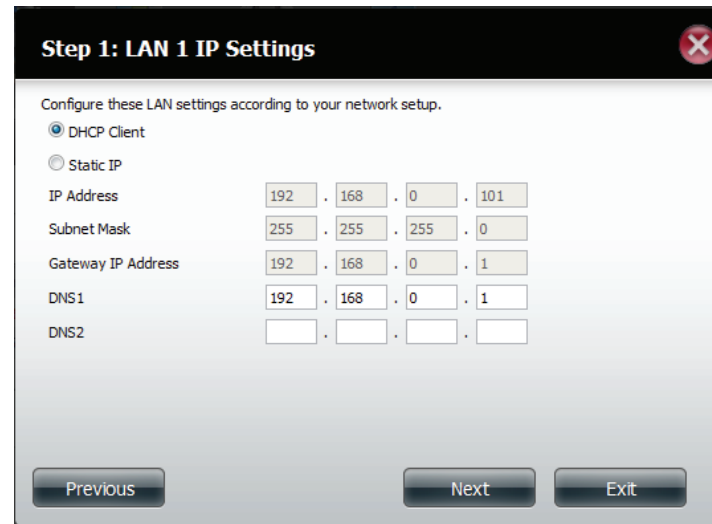 Step 1: LAN 1 IP Settings
Configure these LAN settings according to your network setup.
DHCP Client
Static IP
IP Address 192 . 168 . 0 . 101
Subnet Mask 255 . 255 . 255 . 0
Gateway IP Address 192 . 168 . 0 . 1
DNS1 192 . 168 . 0 . 1
DNS2 . . .
Previous Next Exit